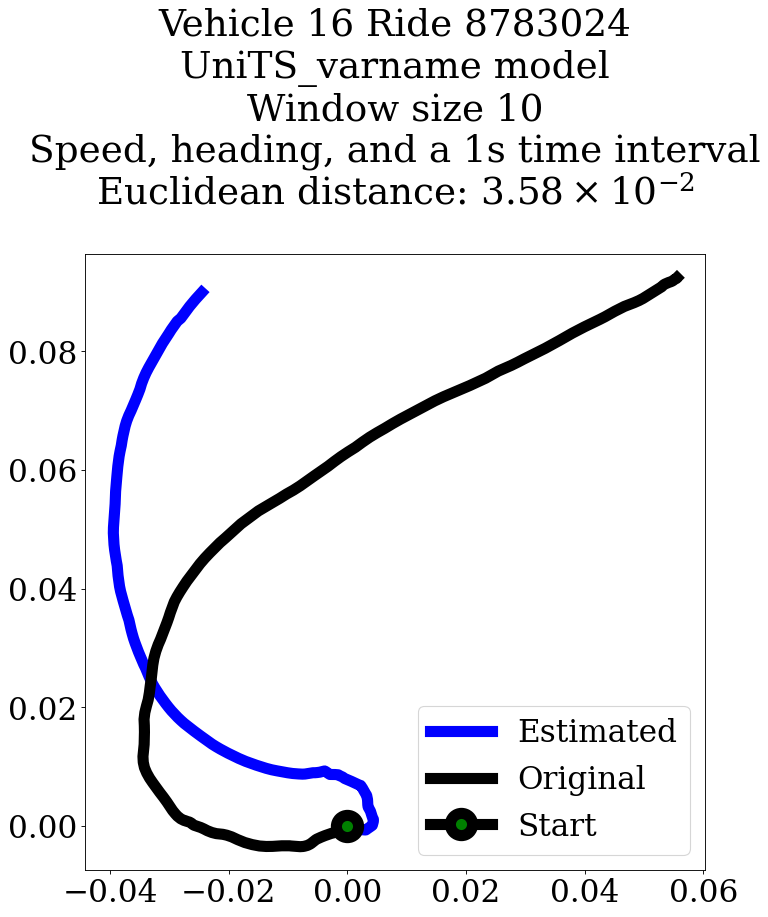 Vehicle 16 Ride 8783024
UniTS_varname model
Window size 10
Speed, heading, and a 1s time interval
Euclidean distance: $3.58 \times 10^{-2}$
0.08
0.06
0.04
0.02
0.00
−0.04 −0.02 0.00 0.02 0.04 0.06
Estimated
Original
Start